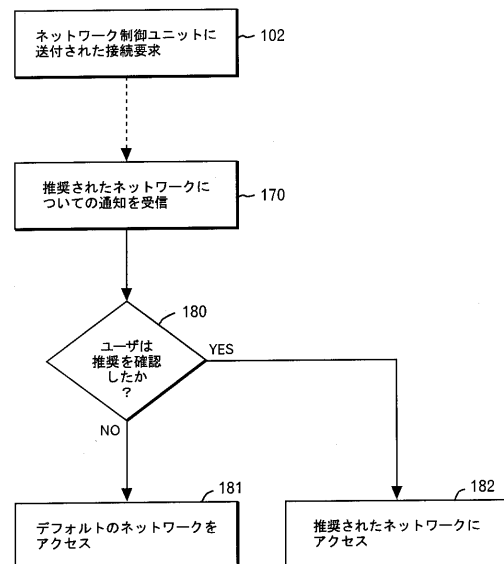 ネットワーク制御ユニットに
送付された接続要求
102
推奨されたネットワークに
ついての通知を受信
170
180
ユーザは
推奨を確認
したか
?
YES
NO
181
デフォルトのネットワークを
アクセス
182
推奨されたネットワークに
アクセス